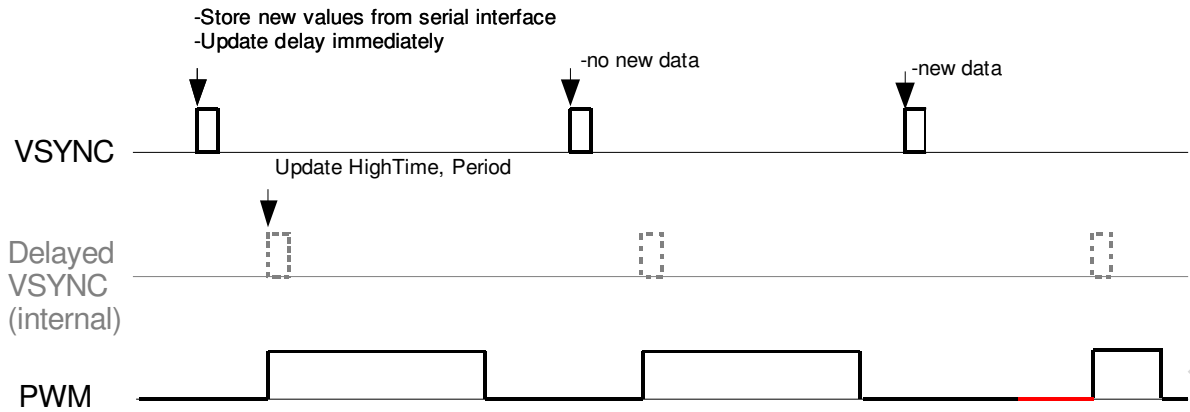 -Store new values from serial interface
-Update delay immediately
-no new data
-new data
VSYNC
Update HighTime, Period
Delayed
VSYNC
(internal)
PWM